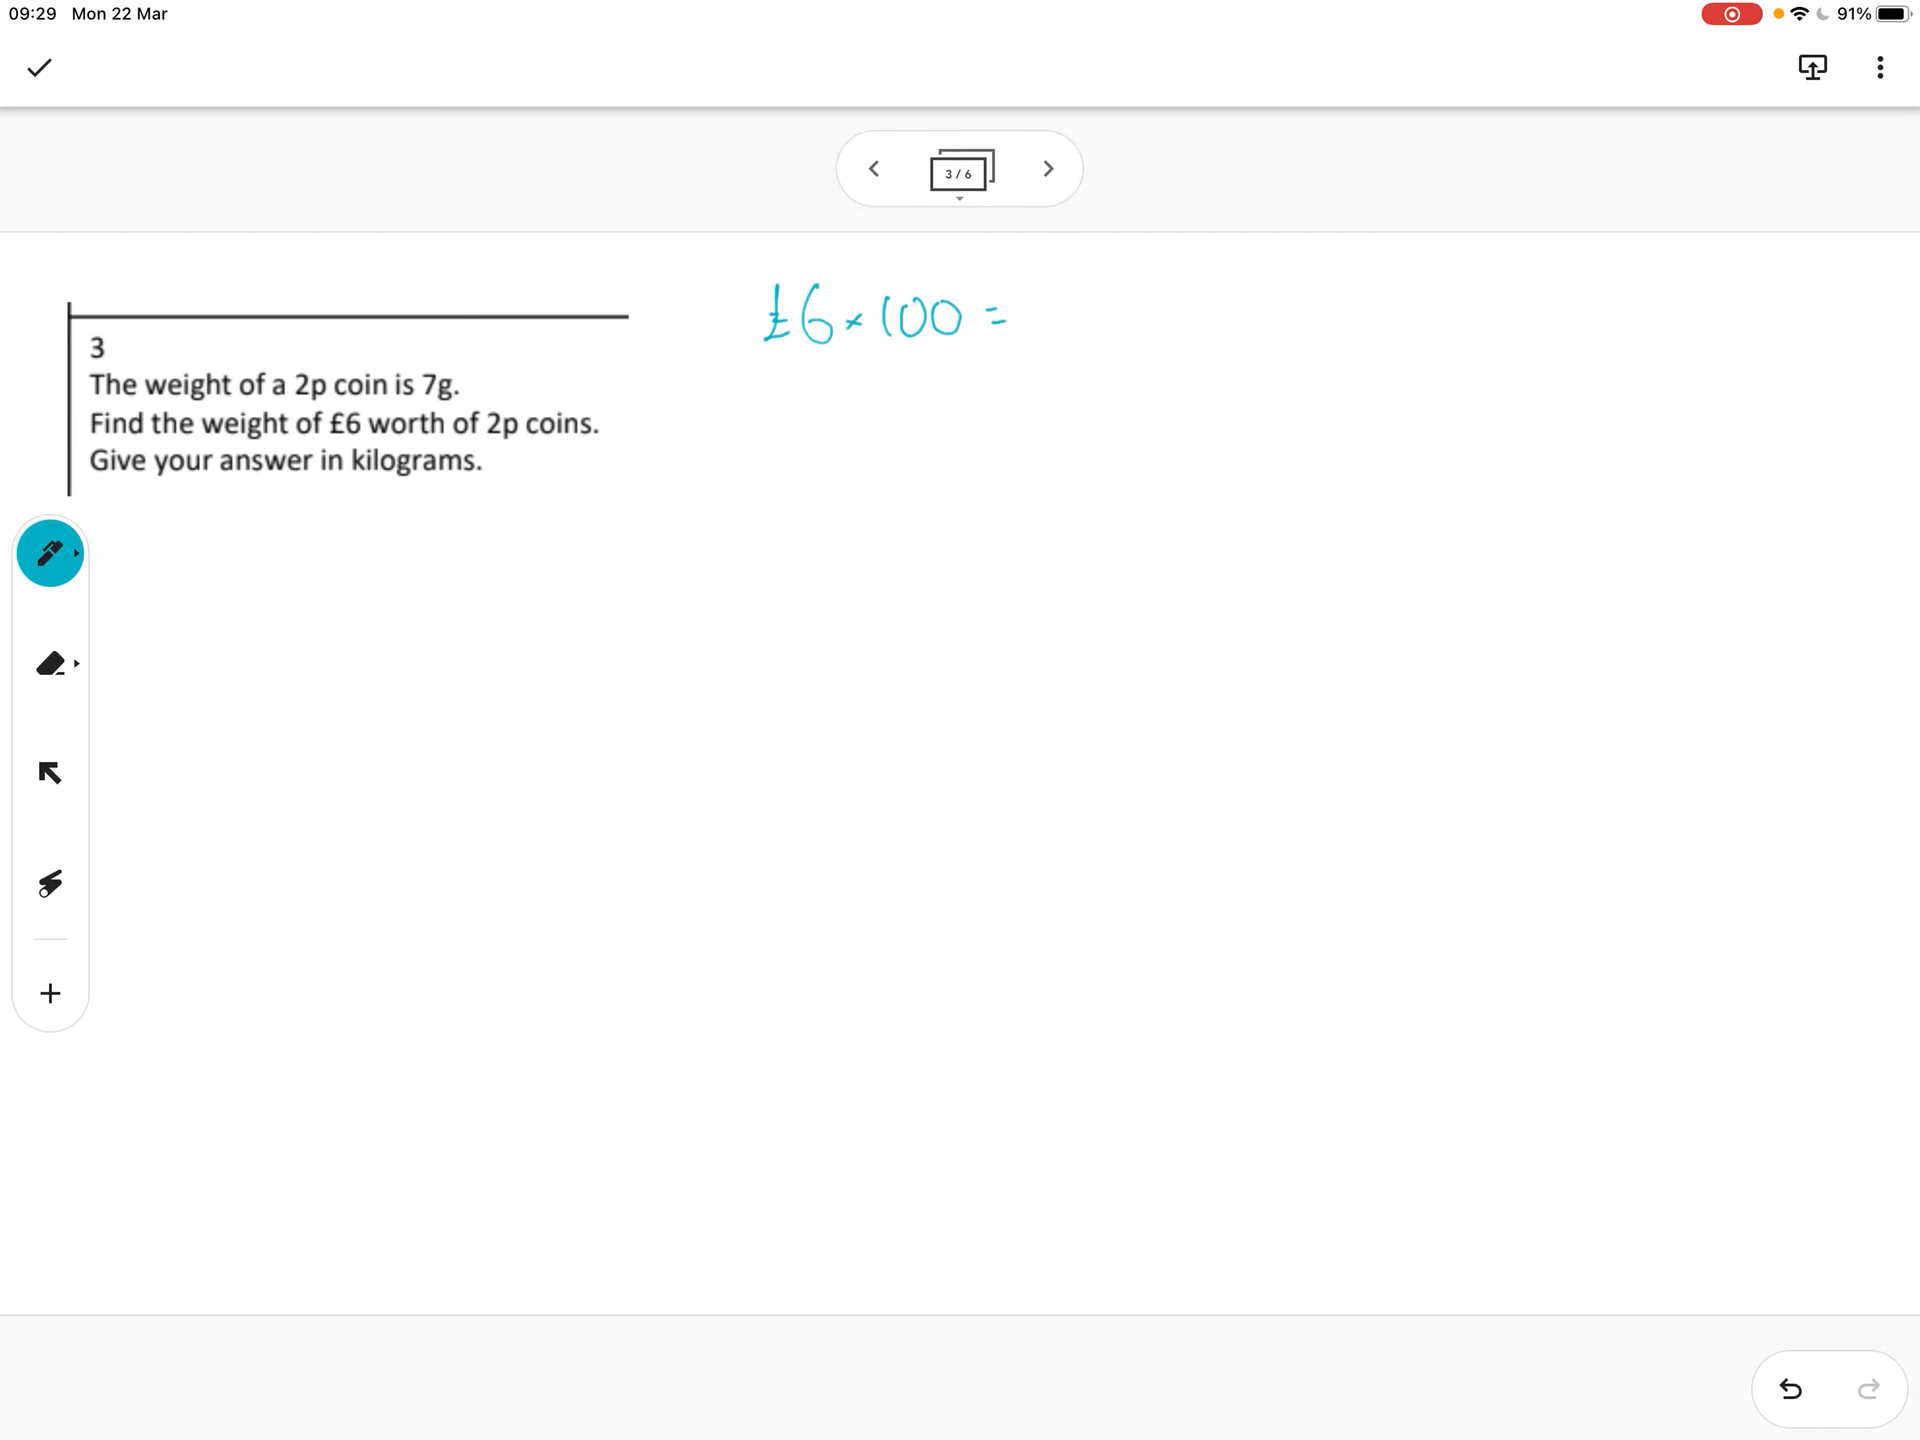 09:29 Mon 22 Mar
91%
3 / 6
£6 × 100 =
3
The weight of a 2p coin is 7g.
Find the weight of £6 worth of 2p coins.
Give your answer in kilograms.